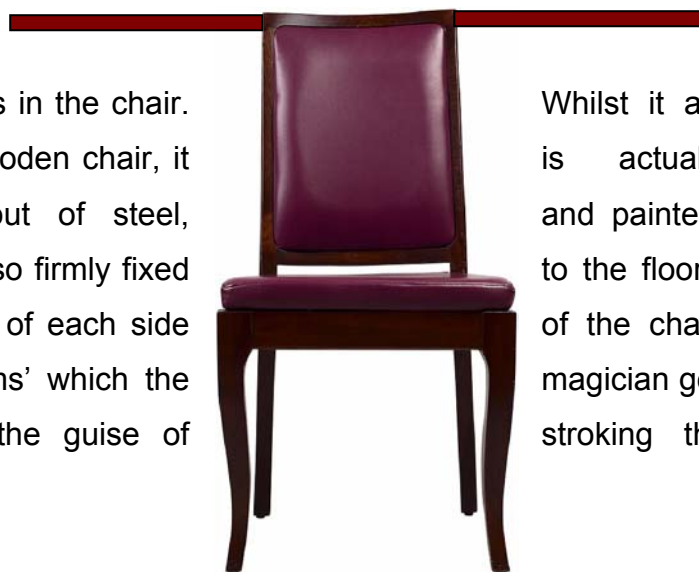 s in the chair. Whilst it a
oden chair, it is actual
out of steel, and painte
so firmly fixed to the floor
of each side of the cha
ns’ which the magician g
the guise of stroking th